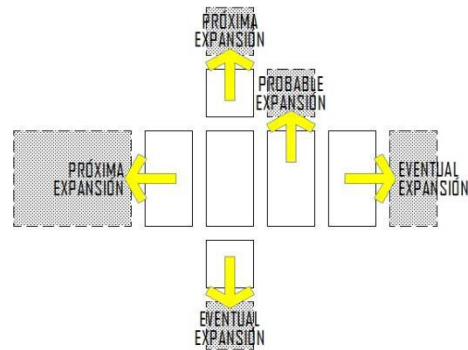 PRÓXIMA
EXPANSIÓN
PROBABLE
EXPANSIÓN
PRÓXIMA
EXPANSIÓN
EVENTUAL
EXPANSIÓN
EVENTUAL
EXPANSIÓN